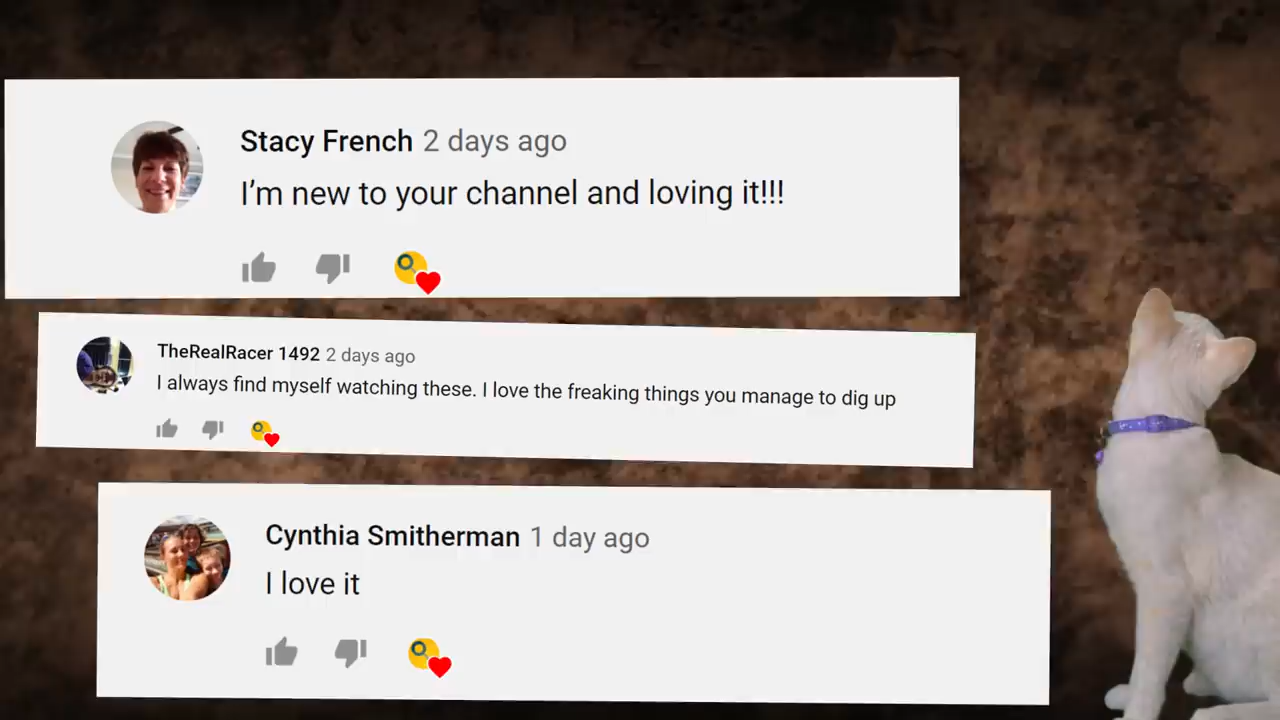 Stacy French 2 days ago
I’m new to your channel and loving it!!!
TheRealRacer 1492 2 days ago
I always find myself watching these. I love the freaking things you manage to dig up
Cynthia Smitherman 1 day ago
I love it